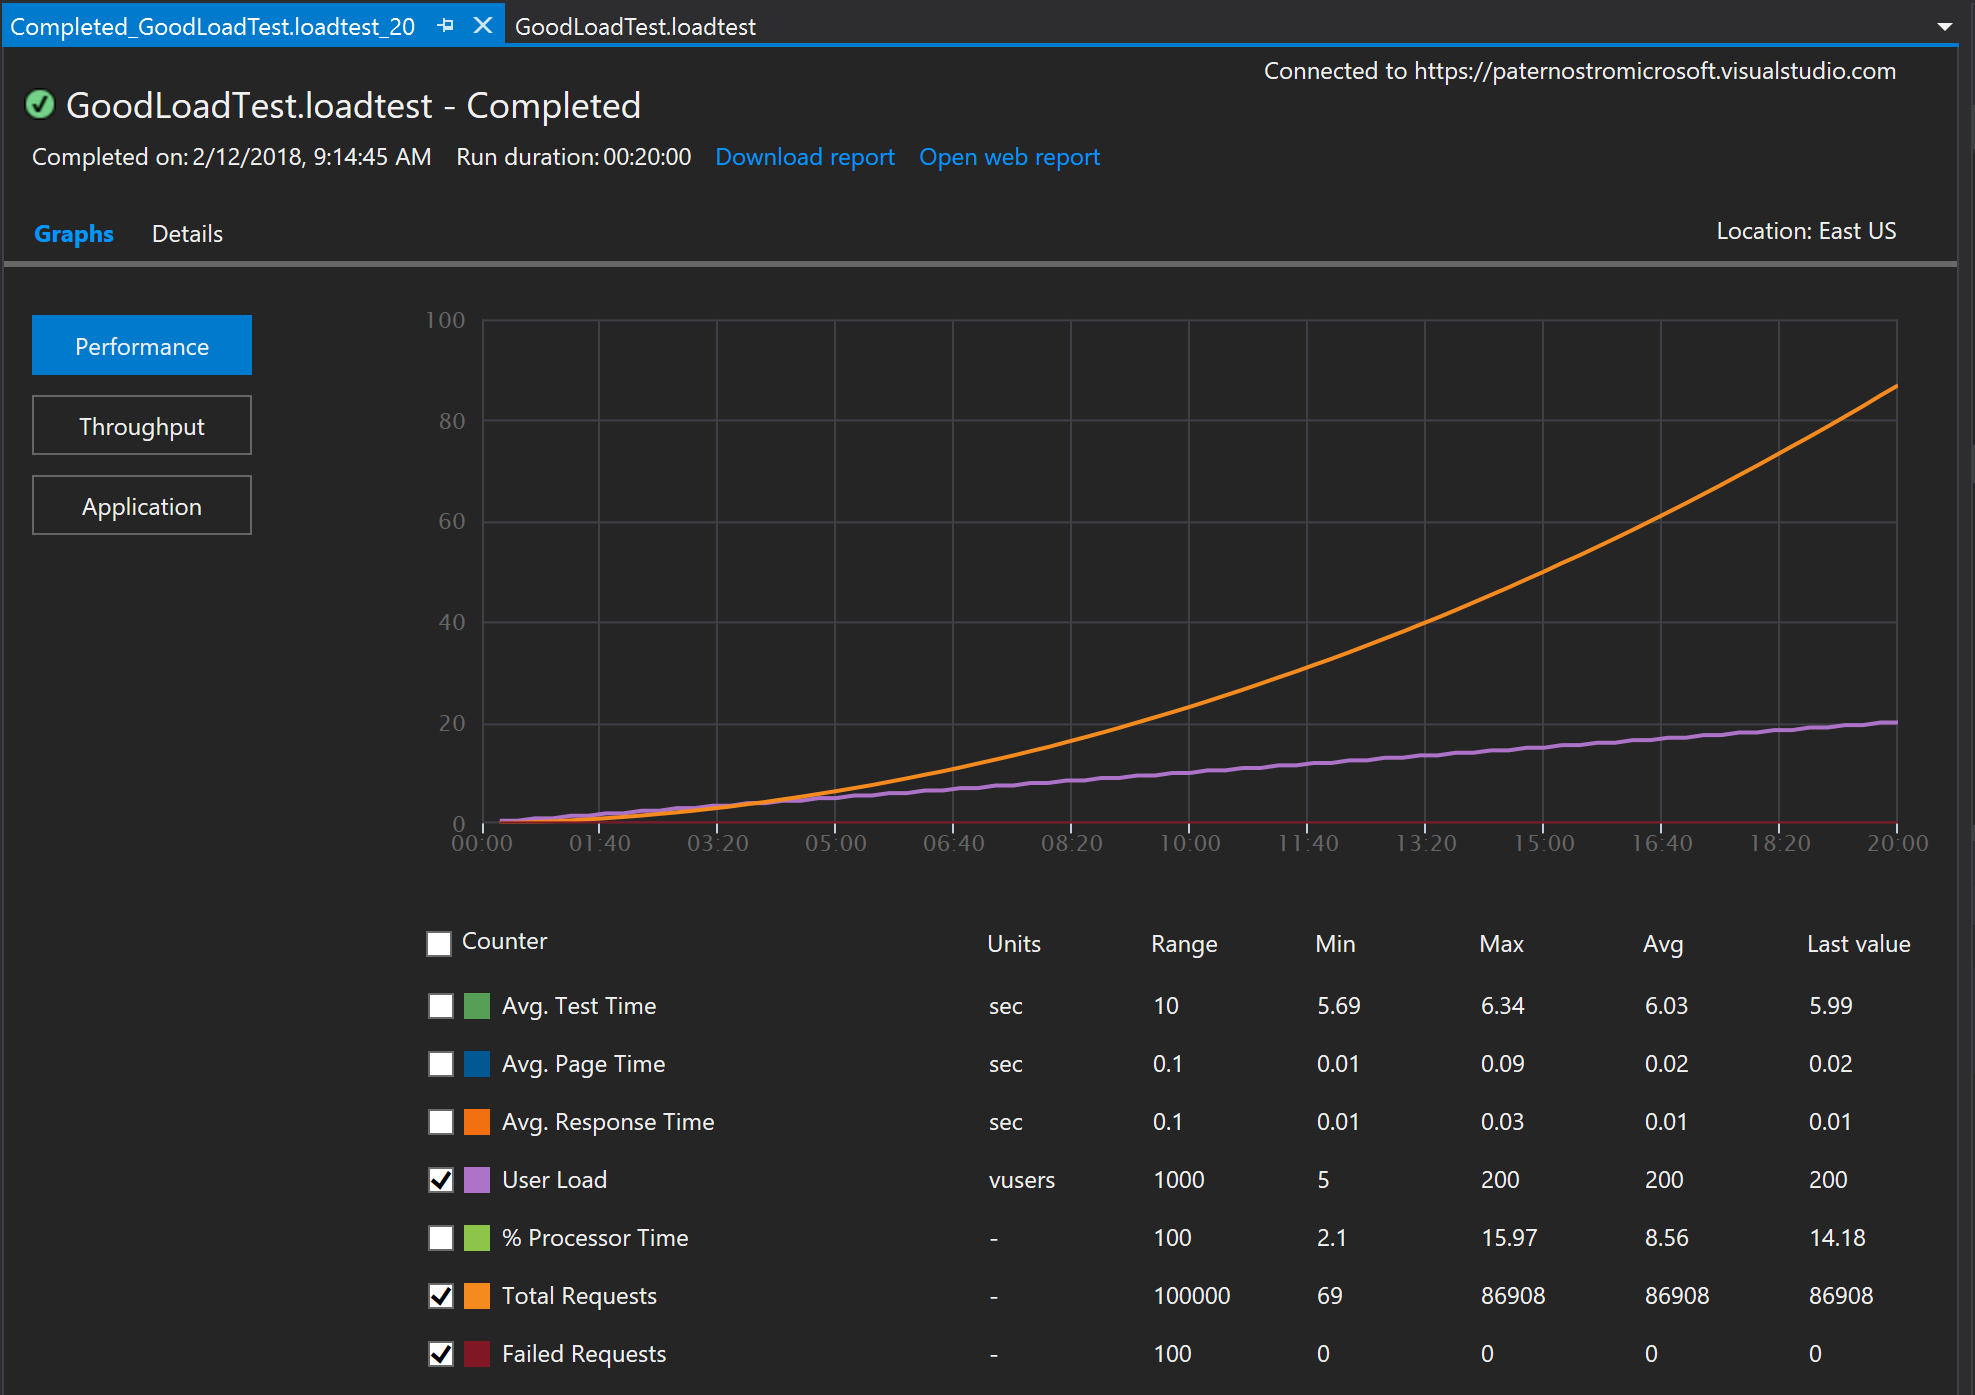 Completed_GoodLoadTest.loadtest_20 GoodLoadTest.loadtest
Connected to https://paternostromicrosoft.visualstudio.com
GoodLoadTest.loadtest - Completed
Completed on: 2/12/2018, 9:14:45 AM Run duration: 00:20:00 Download report Open web report
Graphs Details Location: East US
Performance
Throughput
Application
100
80
60
40
20
0
00:00 01:40 03:20 05:00 06:40 08:20 10:00 11:40 13:20 15:00 16:40 18:20 20:00
Counter Units Range Min Max Avg Last value
Avg. Test Time sec 10 5.69 6.34 6.03 5.99
Avg. Page Time sec 0.1 0.01 0.09 0.02 0.02
Avg. Response Time sec 0.1 0.01 0.03 0.01 0.01
User Load vusers 1000 5 200 200 200
% Processor Time - 100 2.1 15.97 8.56 14.18
Total Requests - 100000 69 86908 86908 86908
Failed Requests - 100 0 0 0 0